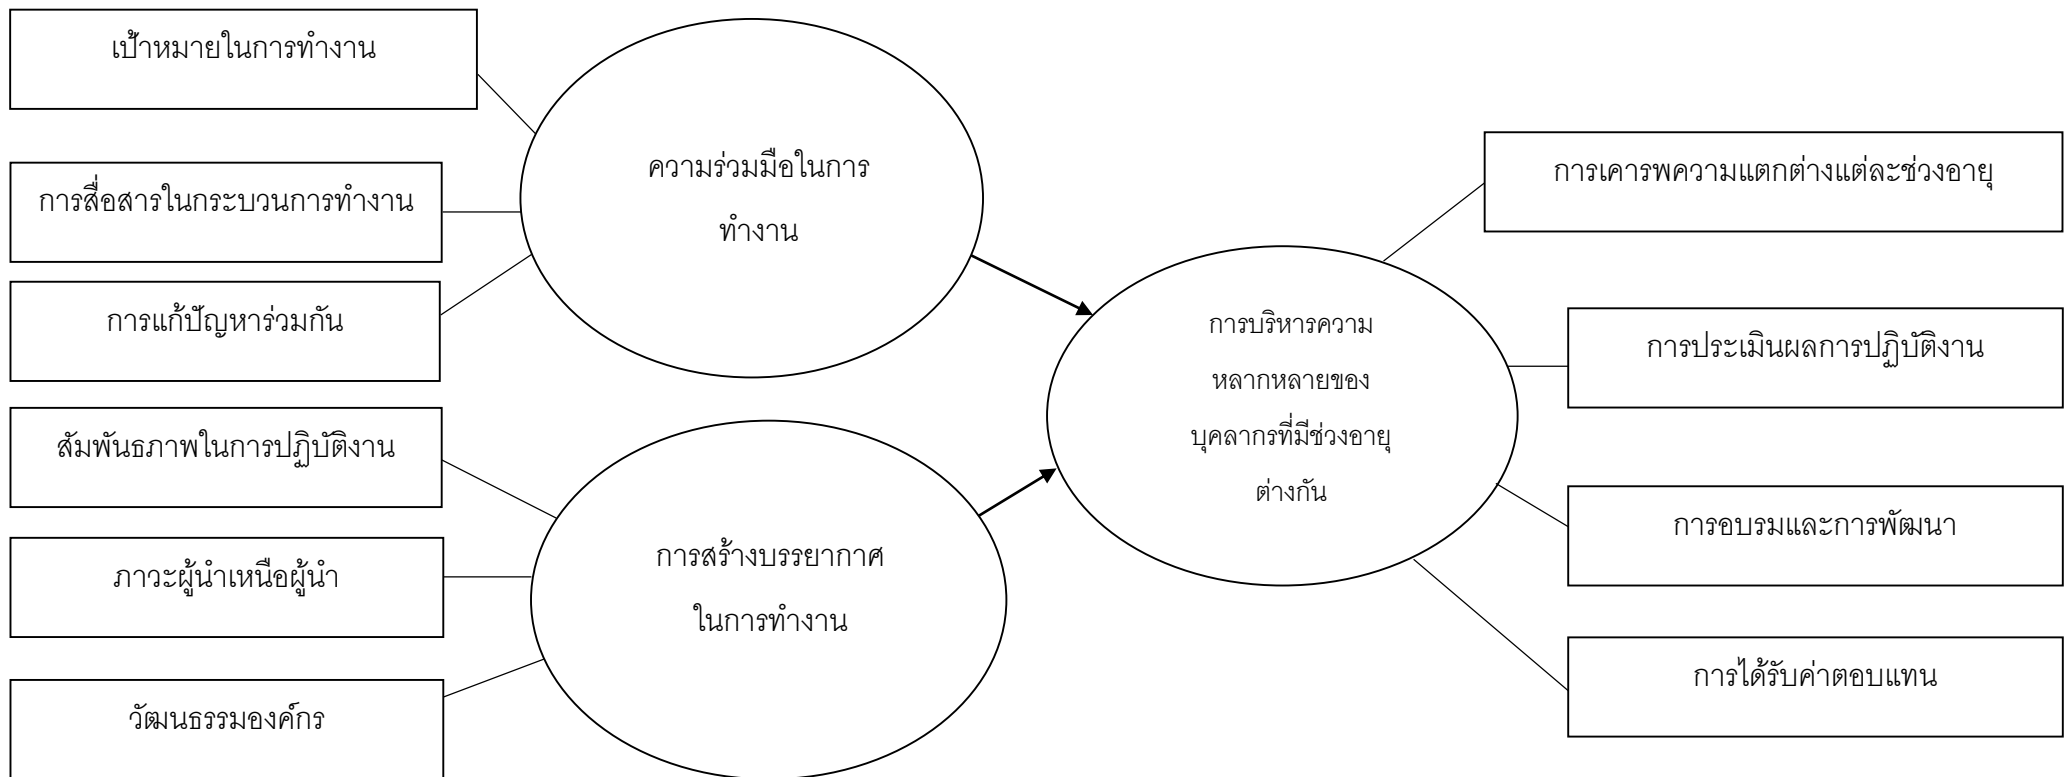 เป้าหมายในการทำงาน
การสื่อสารในกระบวนการทำงาน
การแก้ปัญหาร่วมกัน
สัมพันธภาพในการปฏิบัติงาน
ภาวะผู้นำเหนือผู้นำ
วัฒนธรรมองค์กร
ความร่วมมือในการ
ทำงาน
การสร้างบรรยากาศ
ในการทำงาน
การบริหารความ
หลากหลายของ
บุคลากรที่มีช่วงอายุ
ต่างกัน
การเคารพความแตกต่างแต่ละช่วงอายุ
การประเมินผลการปฏิบัติงาน
การอบรมและการพัฒนา
การได้รับค่าตอบแทน